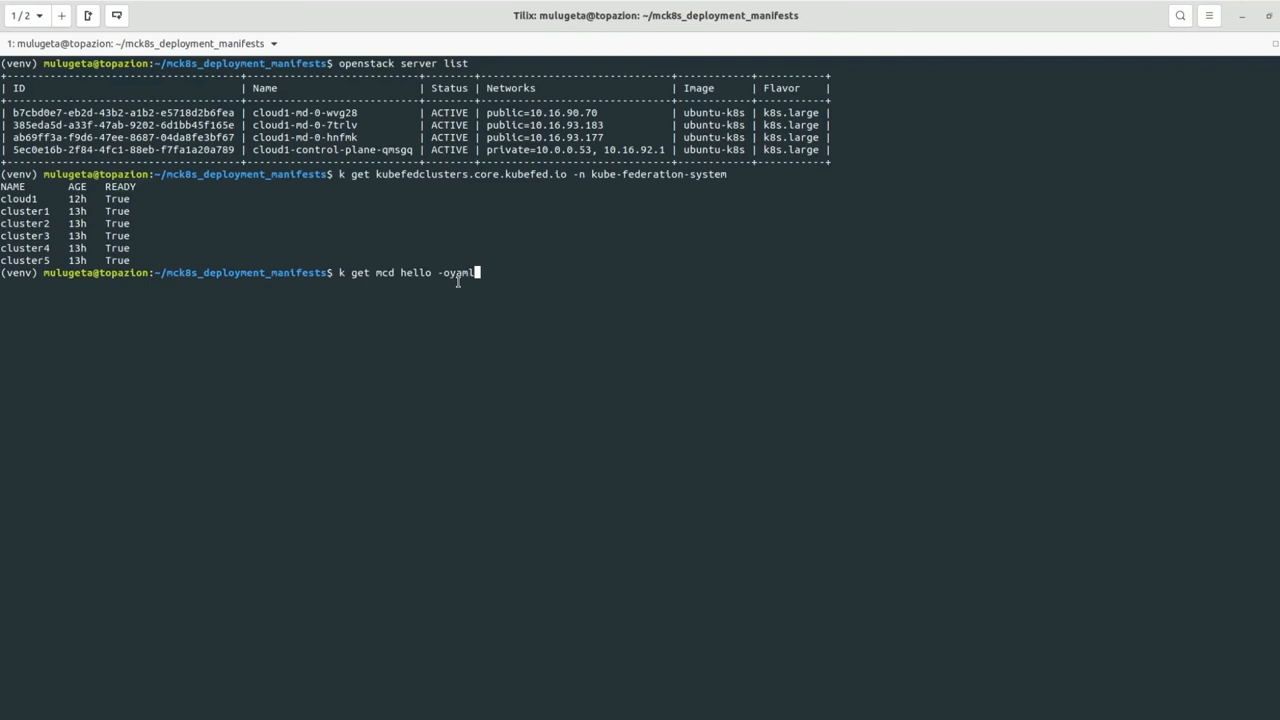 1 / 2
Tilix: mulugeta@topazion: ~/mck8s_deployment_manifests
1: mulugeta@topazion: ~/mck8s_deployment_manifests
(venv) mulugeta@topazion:~/mck8s_deployment_manifests$ openstack server list
+--------------------------------------+----------------------------+--------+-------------------------------+------------+-----------+
| ID | Name | Status | Networks | Image | Flavor |
+--------------------------------------+----------------------------+--------+-------------------------------+------------+-----------+
| b7cbd0e7-eb2d-43b2-a1b2-e5718d2b6fea | cloud1-md-0-wvg28 | ACTIVE | public=10.16.90.70 | ubuntu-k8s | k8s.large |
| 385eda5d-a33f-47ab-9202-6d1bb45f165e | cloud1-md-0-7trlv | ACTIVE | public=10.16.93.183 | ubuntu-k8s | k8s.large |
| ab69ff3a-f9d6-47ee-8687-04da8fe3bf67 | cloud1-md-0-hnfmk | ACTIVE | public=10.16.93.177 | ubuntu-k8s | k8s.large |
| 5ec0e16b-2f84-4fc1-88eb-f7fa1a20a789 | cloud1-control-plane-qmsgq | ACTIVE | private=10.0.0.53, 10.16.92.1 | ubuntu-k8s | k8s.large |
+--------------------------------------+----------------------------+--------+-------------------------------+------------+-----------+
(venv) mulugeta@topazion:~/mck8s_deployment_manifests$ k get kubefedclusters.core.kubefed.io -n kube-federation-system
NAME AGE READY
cloud1 12h True
cluster1 13h True
cluster2 13h True
cluster3 13h True
cluster4 13h True
cluster5 13h True
(venv) mulugeta@topazion:~/mck8s_deployment_manifests$ k get mcd hello -oyaml